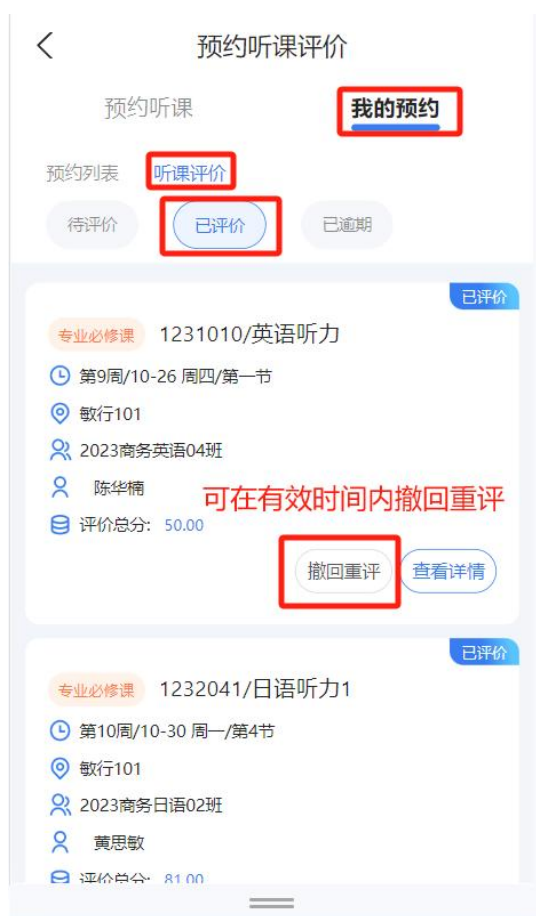 预约听课评价
预约听课 我的预约
预约列表 听课评价
待评价 已评价 已逾期
已评价
专业必修课 1231010/英语听力
第9周/10-26 周四/第一节
敏行101
2023商务英语04班
陈华楠
可在有效时间内撤回重评
评价总分: 50.00
撤回重评 查看详情
已评价
专业必修课 1232041/日语听力1
第10周/10-30 周一/第4节
敏行101
2023商务日语02班
黄思敏
评价总分: 81.00